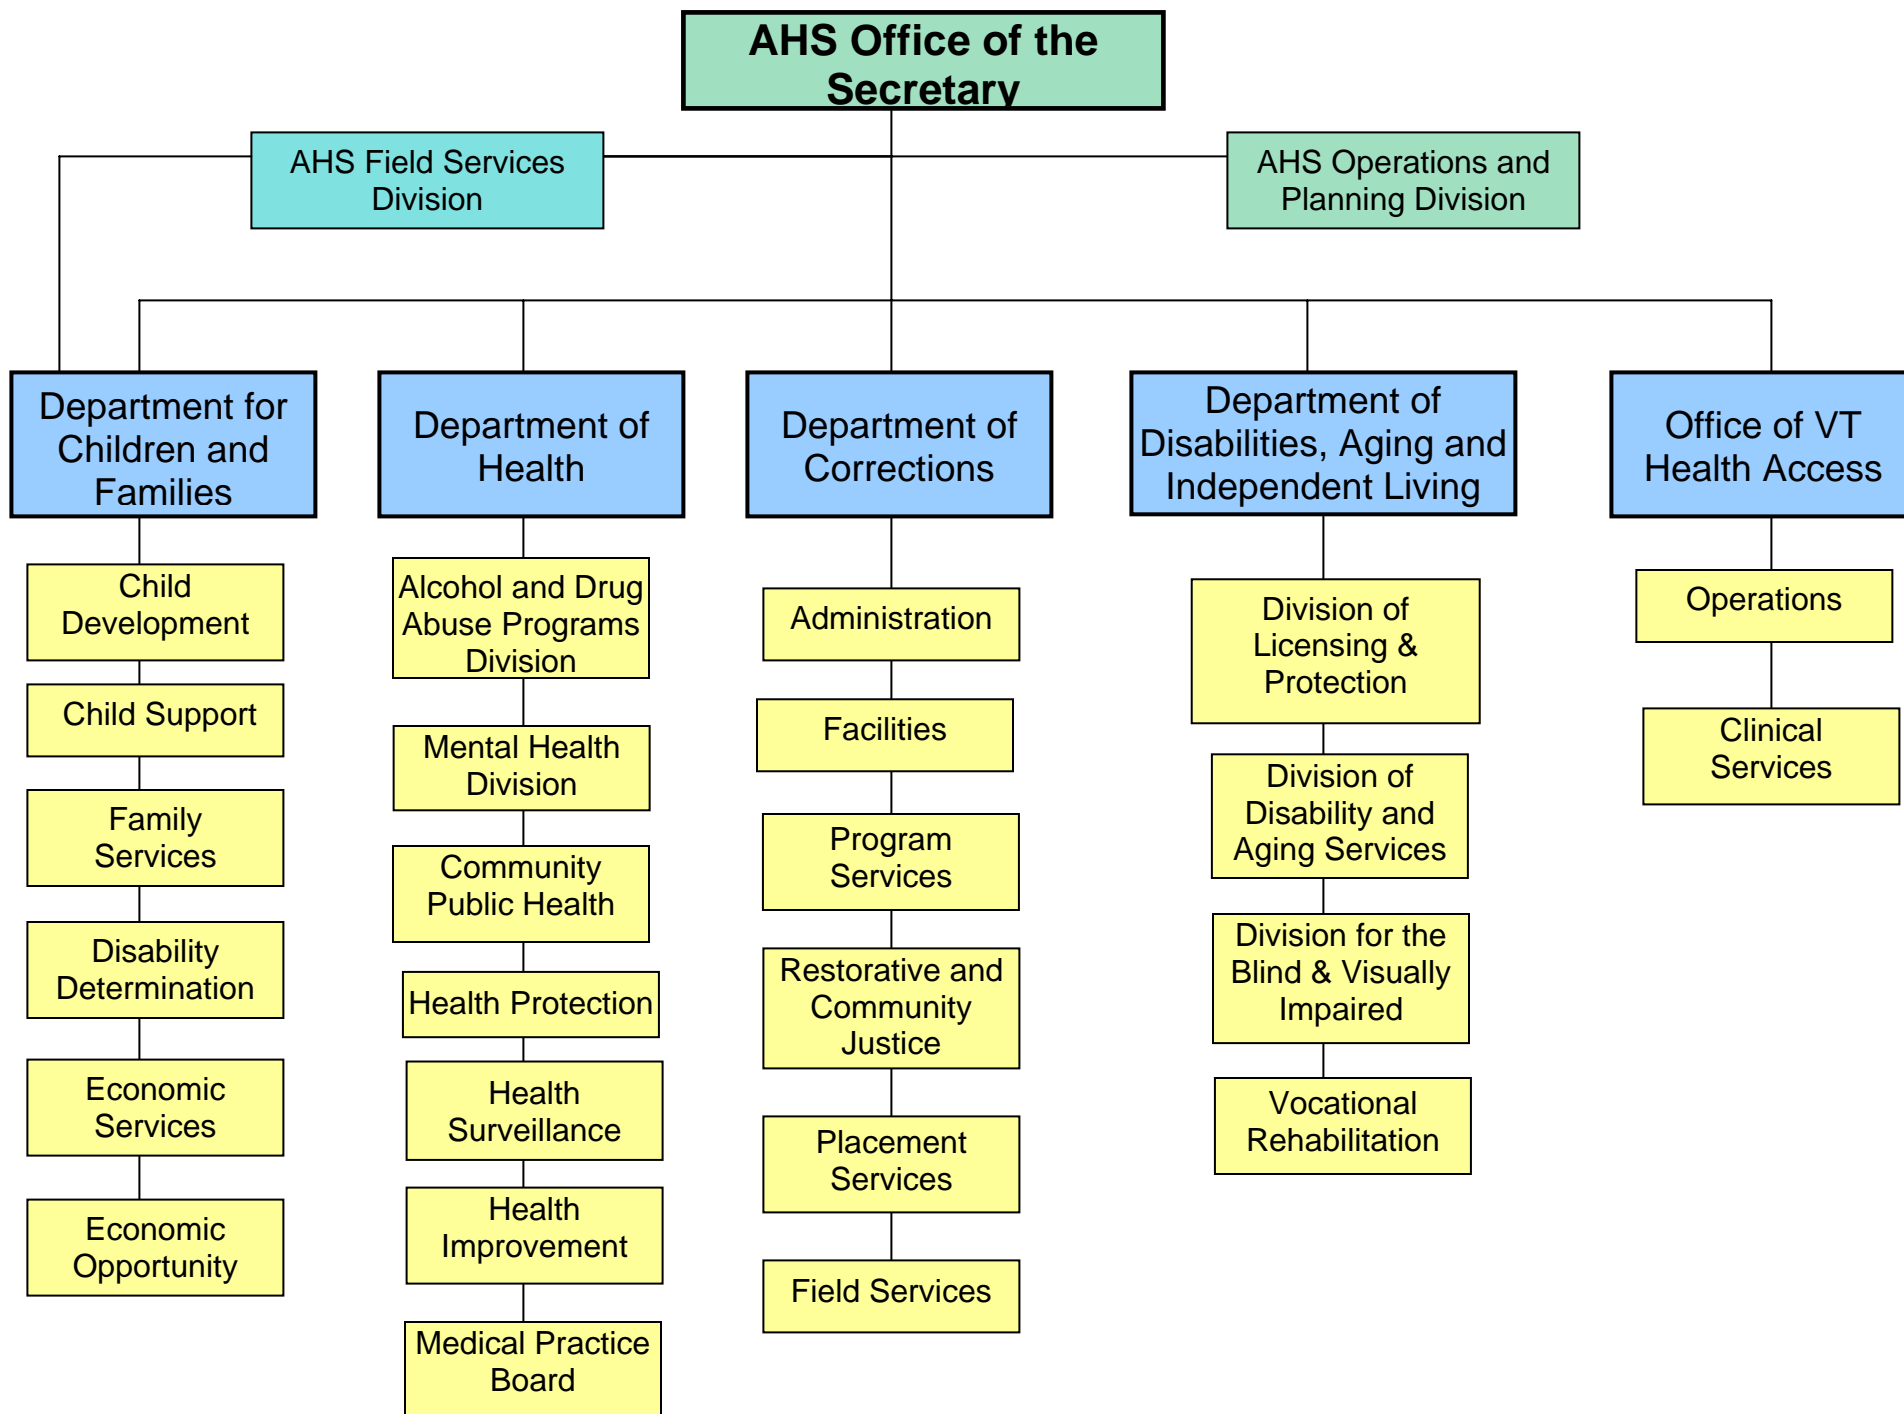 AHS Office of the
Secretary
AHS Field Services
Division
AHS Operations and
Planning Division
Department for
Children and
Families
Department of
Health
Department of
Corrections
Department of
Disabilities, Aging and
Independent Living
Office of VT
Health Access
Child
Development
Child Support
Family
Services
Disability
Determination
Economic
Services
Economic
Opportunity
Alcohol and Drug
Abuse Programs
Division
Mental Health
Division
Community
Public Health
Health Protection
Health
Surveillance
Health
Improvement
Medical Practice
Board
Administration
Facilities
Program
Services
Restorative and
Community
Justice
Placement
Services
Field Services
Division of
Licensing &
Protection
Division of
Disability and
Aging Services
Division for the
Blind & Visually
Impaired
Vocational
Rehabilitation
Operations
Clinical
Services